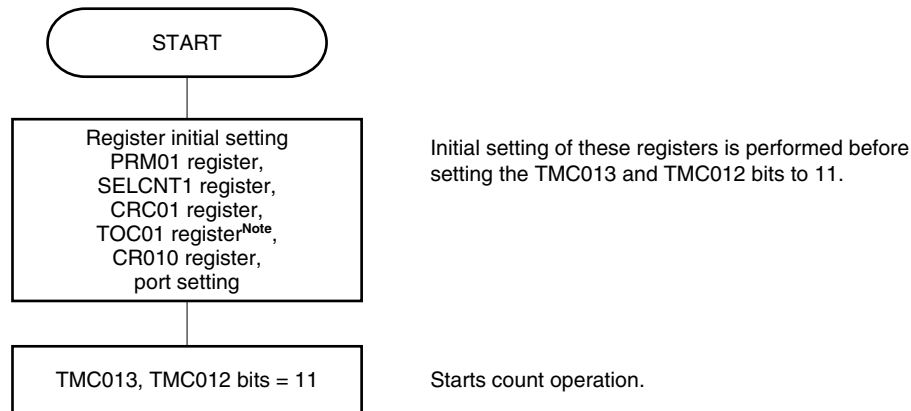 START
Register initial setting
PRM01 register,
SELCNT1 register,
CRC01 register,
TOC01 registerNote,
CR010 register,
port setting
Initial setting of these registers is performed before
setting the TMC013 and TMC012 bits to 11.
TMC013, TMC012 bits = 11
Starts count operation.